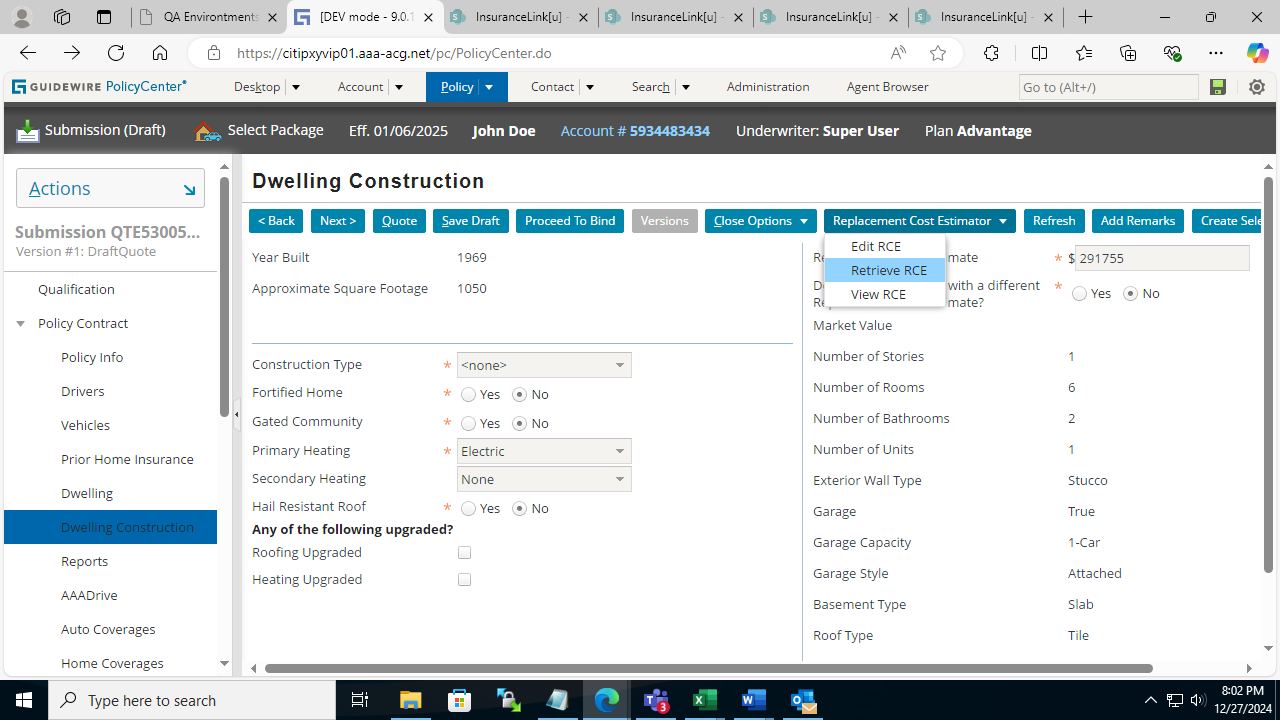 QA Environtments
[DEV mode - 9.0.1
InsuranceLink[u] -
InsuranceLink[u] -
InsuranceLink[u] -
InsuranceLink[u] -
https://citipxyvip01.aaa-acg.net/pc/PolicyCenter.do
GUIDEWIRE PolicyCenter®
Desktop
Account
Policy
Contact
Search
Administration
Agent Browser
Go to (Alt+/)
Submission (Draft)
Select Package
Eff. 01/06/2025
John Doe
Account # 5934483434
Underwriter: Super User
Plan Advantage
Actions
Submission QTE53005...
Version #1: DraftQuote
Qualification
Policy Contract
Policy Info
Drivers
Vehicles
Prior Home Insurance
Dwelling
Dwelling Construction
Reports
AAADrive
Auto Coverages
Home Coverages
Dwelling Construction
< Back
Next >
Quote
Save Draft
Proceed To Bind
Versions
Close Options
Replacement Cost Estimator
Refresh
Add Remarks
Create Sele
Edit RCE
Retrieve RCE
View RCE
Year Built 1969
Approximate Square Footage 1050
Construction Type * <none>
Fortified Home * Yes No
Gated Community * Yes No
Primary Heating * Electric
Secondary Heating None
Hail Resistant Roof * Yes No
Any of the following upgraded?
Roofing Upgraded
Heating Upgraded
mate * $ 291755
with a different * Yes No
mate?
Market Value
Number of Stories 1
Number of Rooms 6
Number of Bathrooms 2
Number of Units 1
Exterior Wall Type Stucco
Garage True
Garage Capacity 1-Car
Garage Style Attached
Basement Type Slab
Roof Type Tile
Type here to search
3
8:02 PM
12/27/2024